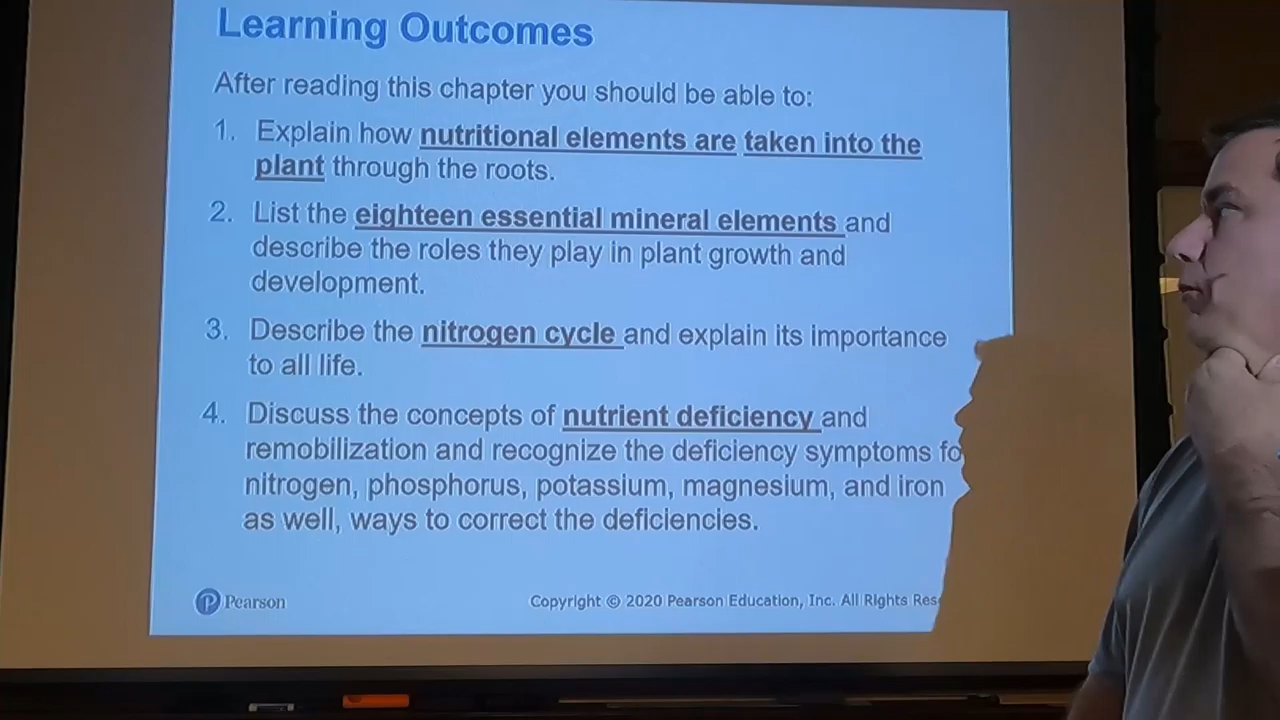 Learning Outcomes
After reading this chapter you should be able to:
1. Explain how nutritional elements are taken into the
plant through the roots.
2. List the eighteen essential mineral elements and
describe the roles they play in plant growth and
development.
3. Describe the nitrogen cycle and explain its importance
to all life.
4. Discuss the concepts of nutrient deficiency and
remobilization and recognize the deficiency symptoms fo
nitrogen, phosphorus, potassium, magnesium, and iron
as well, ways to correct the deficiencies.
P Pearson
Copyright © 2020 Pearson Education, Inc. All Rights Res